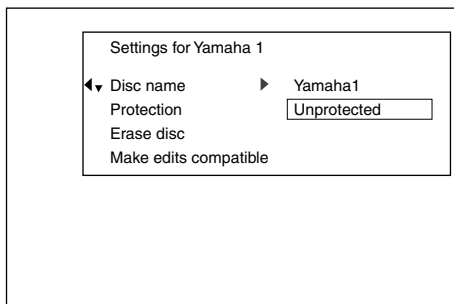 Settings for Yamaha 1
Disc name Yamaha1
Protection Unprotected
Erase disc
Make edits compatible